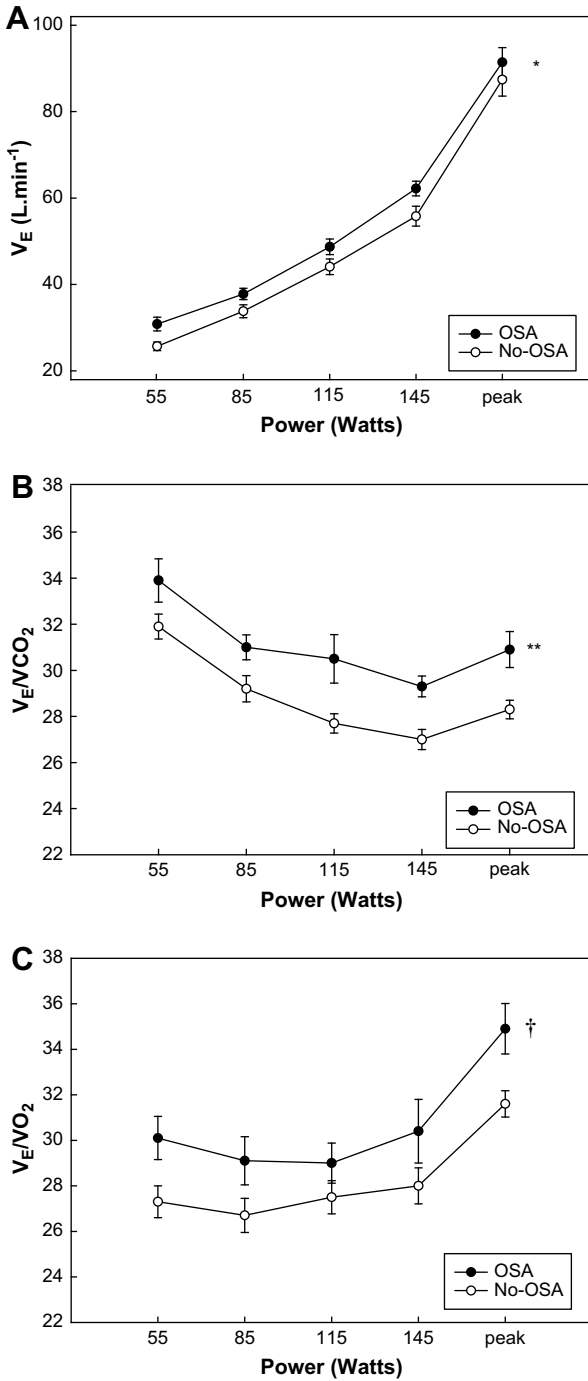 A
100
80
60
40
20
V_E (L.min⁻¹)
*
OSA
No-OSA
55 85 115 145 peak
Power (Watts)
B
38
36
34
32
30
28
26
24
22
V_E/VCO₂
**
OSA
No-OSA
55 85 115 145 peak
Power (Watts)
C
38
36
34
32
30
28
26
24
22
V_E/VO₂
†
OSA
No-OSA
55 85 115 145 peak
Power (Watts)